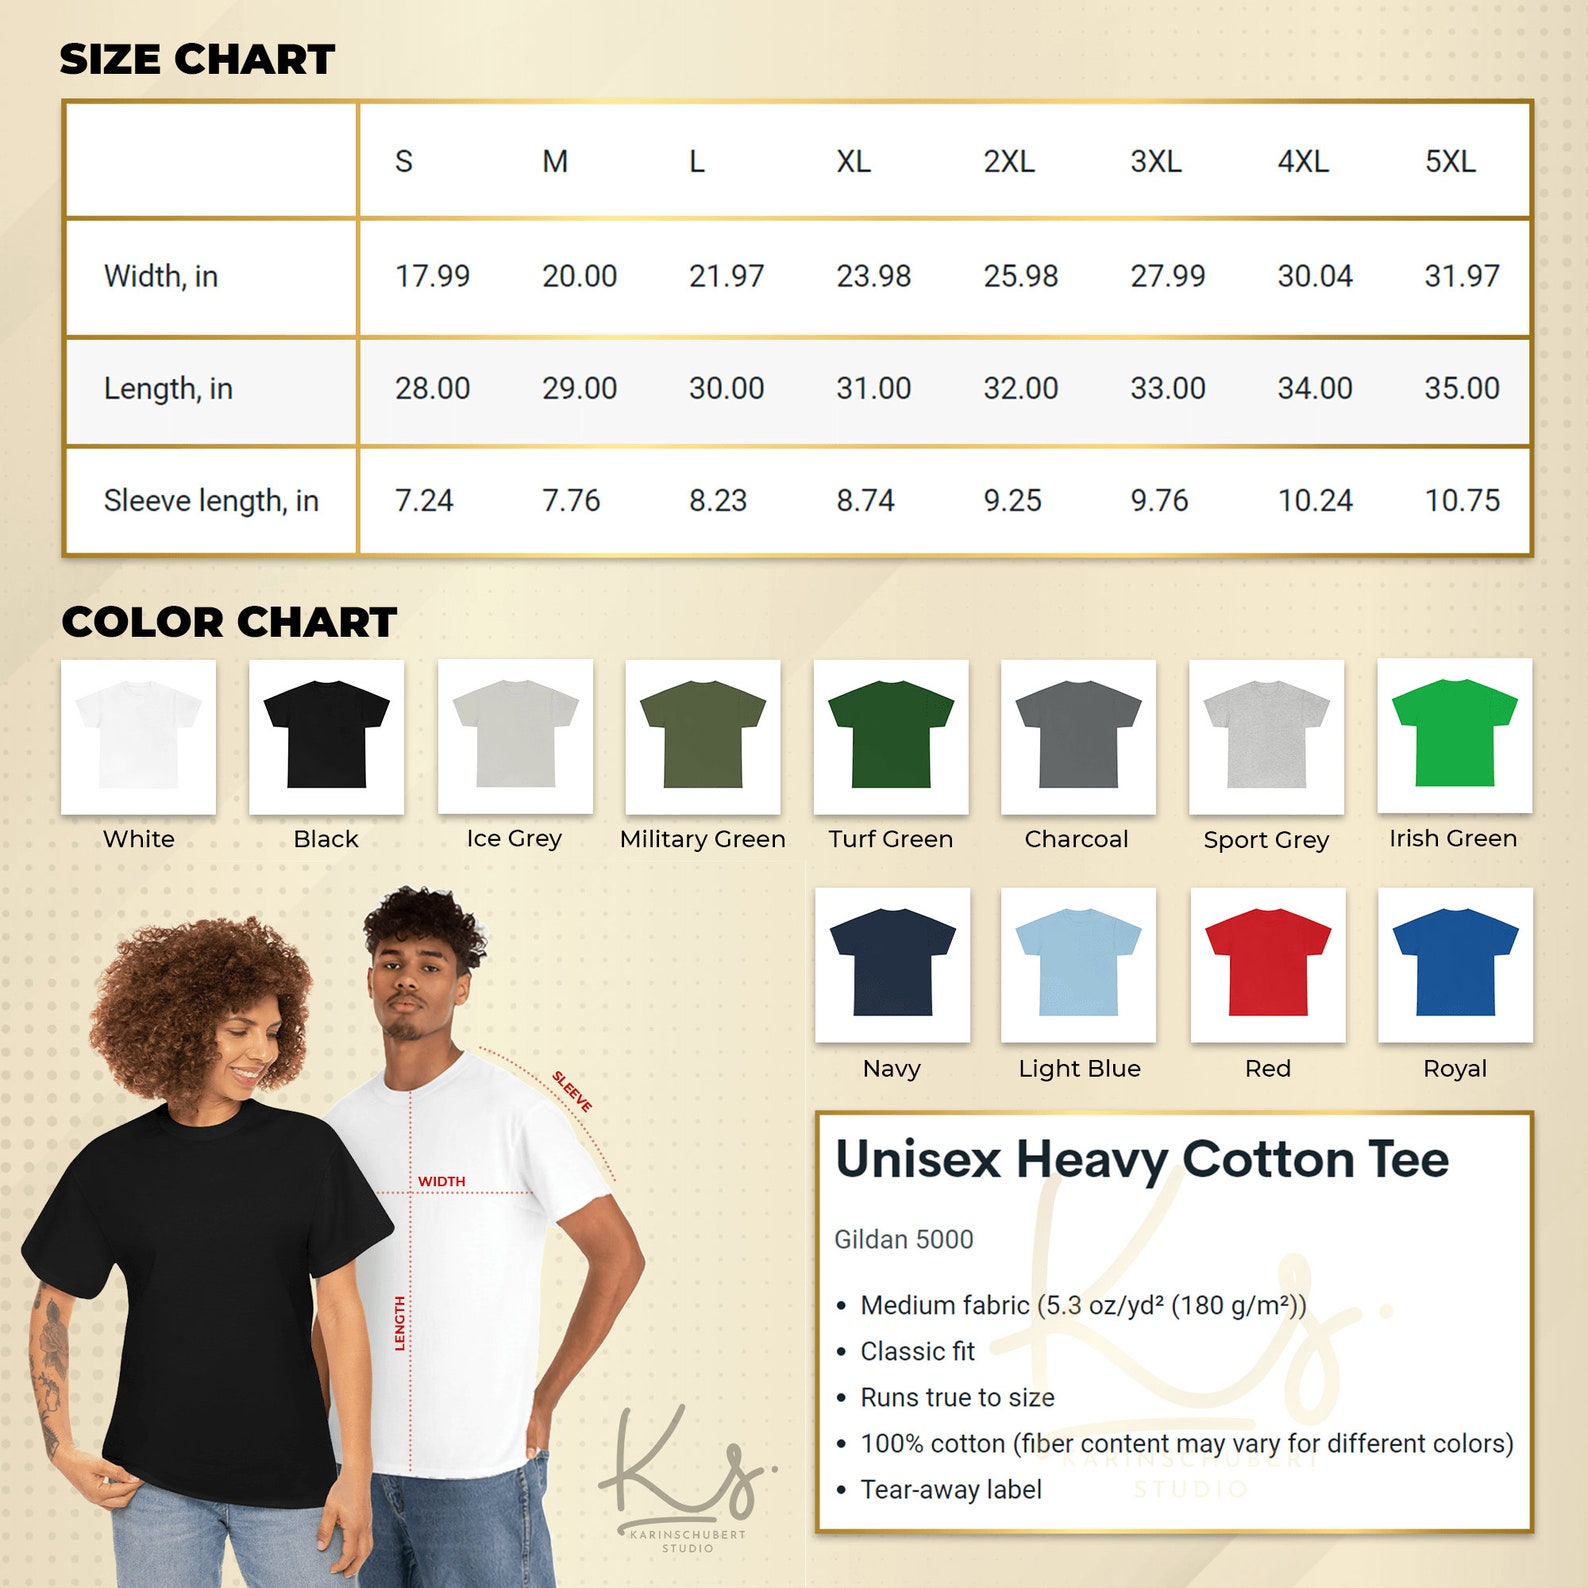 SIZE CHART
S M L XL 2XL 3XL 4XL 5XL
Width, in 17.99 20.00 21.97 23.98 25.98 27.99 30.04 31.97
Length, in 28.00 29.00 30.00 31.00 32.00 33.00 34.00 35.00
Sleeve length, in 7.24 7.76 8.23 8.74 9.25 9.76 10.24 10.75
COLOR CHART
White Black Ice Grey Military Green Turf Green Charcoal Sport Grey Irish Green
Navy Light Blue Red Royal
SLEEVE
WIDTH
LENGTH
Ks.
KARINSCHUBERT
STUDIO
Unisex Heavy Cotton Tee
Gildan 5000
• Medium fabric (5.3 oz/yd² (180 g/m²))
• Classic fit
• Runs true to size
• 100% cotton (fiber content may vary for different colors)
• Tear-away label
Ks.
KARINSCHUBERT
STUDIO